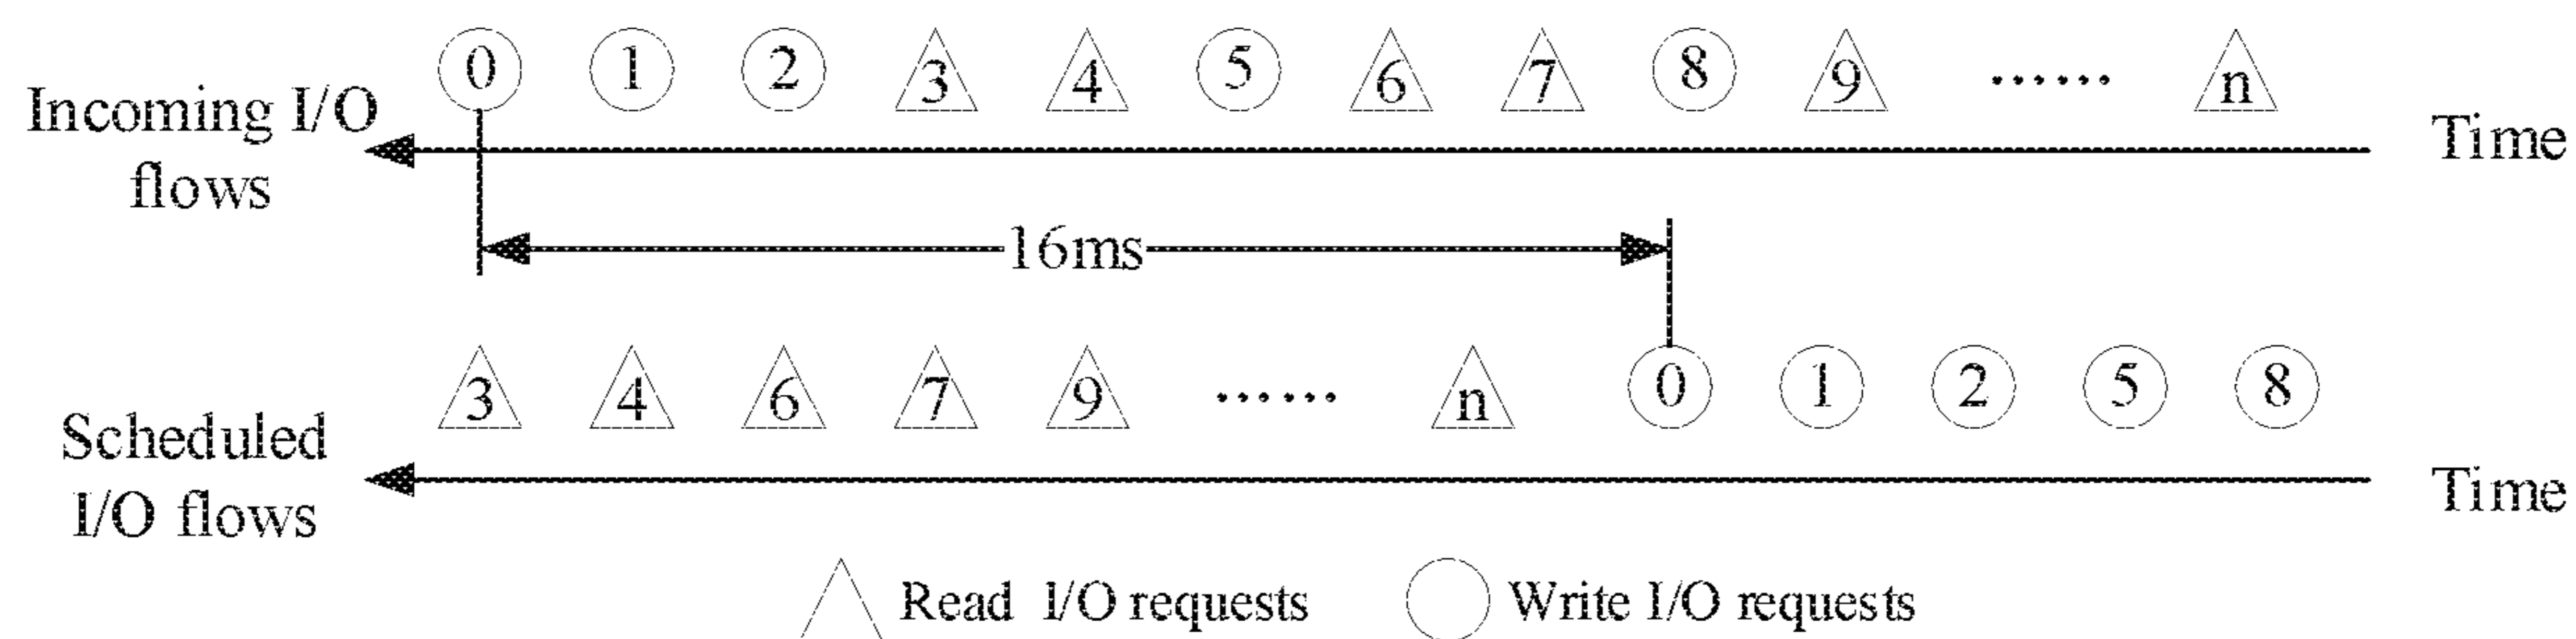 0 1 2 3 4 5 6 7 8 9 ...... n
Incoming I/O
flows
Time
16ms
3 4 6 7 9 ...... n 0 1 2 5 8
Scheduled
I/O flows
Time
Read I/O requests
Write I/O requests